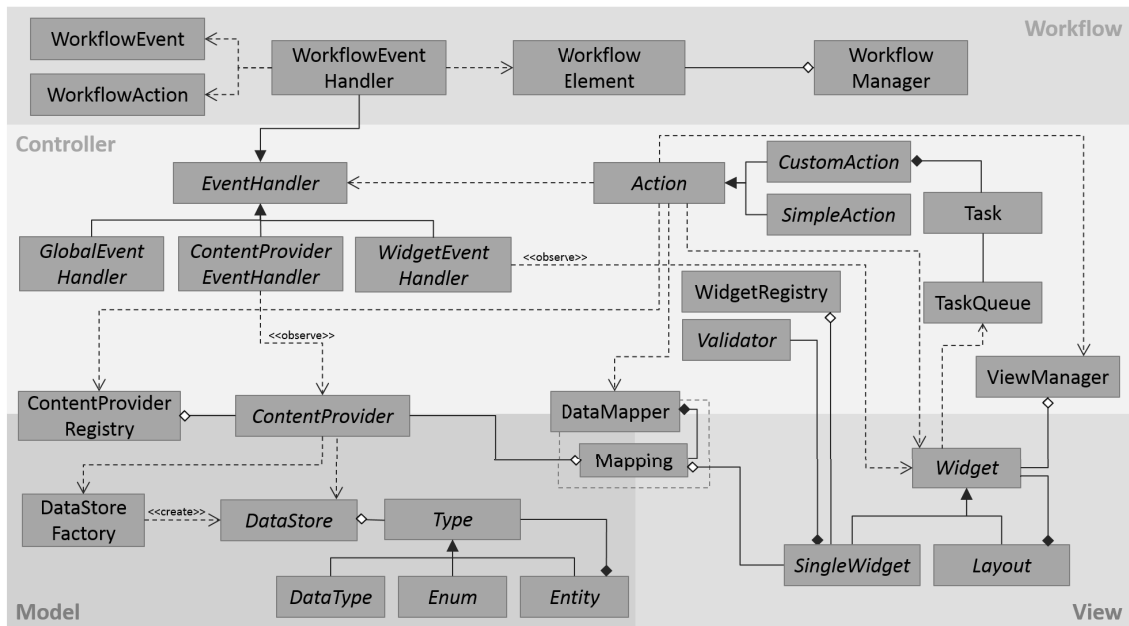 Workflow
WorkflowEvent
WorkflowAction
WorkflowEvent
Handler
Workflow
Element
Workflow
Manager
Controller
EventHandler
Action
CustomAction
SimpleAction
Task
GlobalEvent
Handler
ContentProvider
EventHandler
WidgetEvent
Handler
<<observe>>
WidgetRegistry
TaskQueue
<<observe>>
Validator
ViewManager
ContentProvider
Registry
ContentProvider
DataMapper
Mapping
Widget
DataStore
Factory
<<create>>
DataStore
Type
SingleWidget
Layout
DataType
Enum
Entity
Model
View